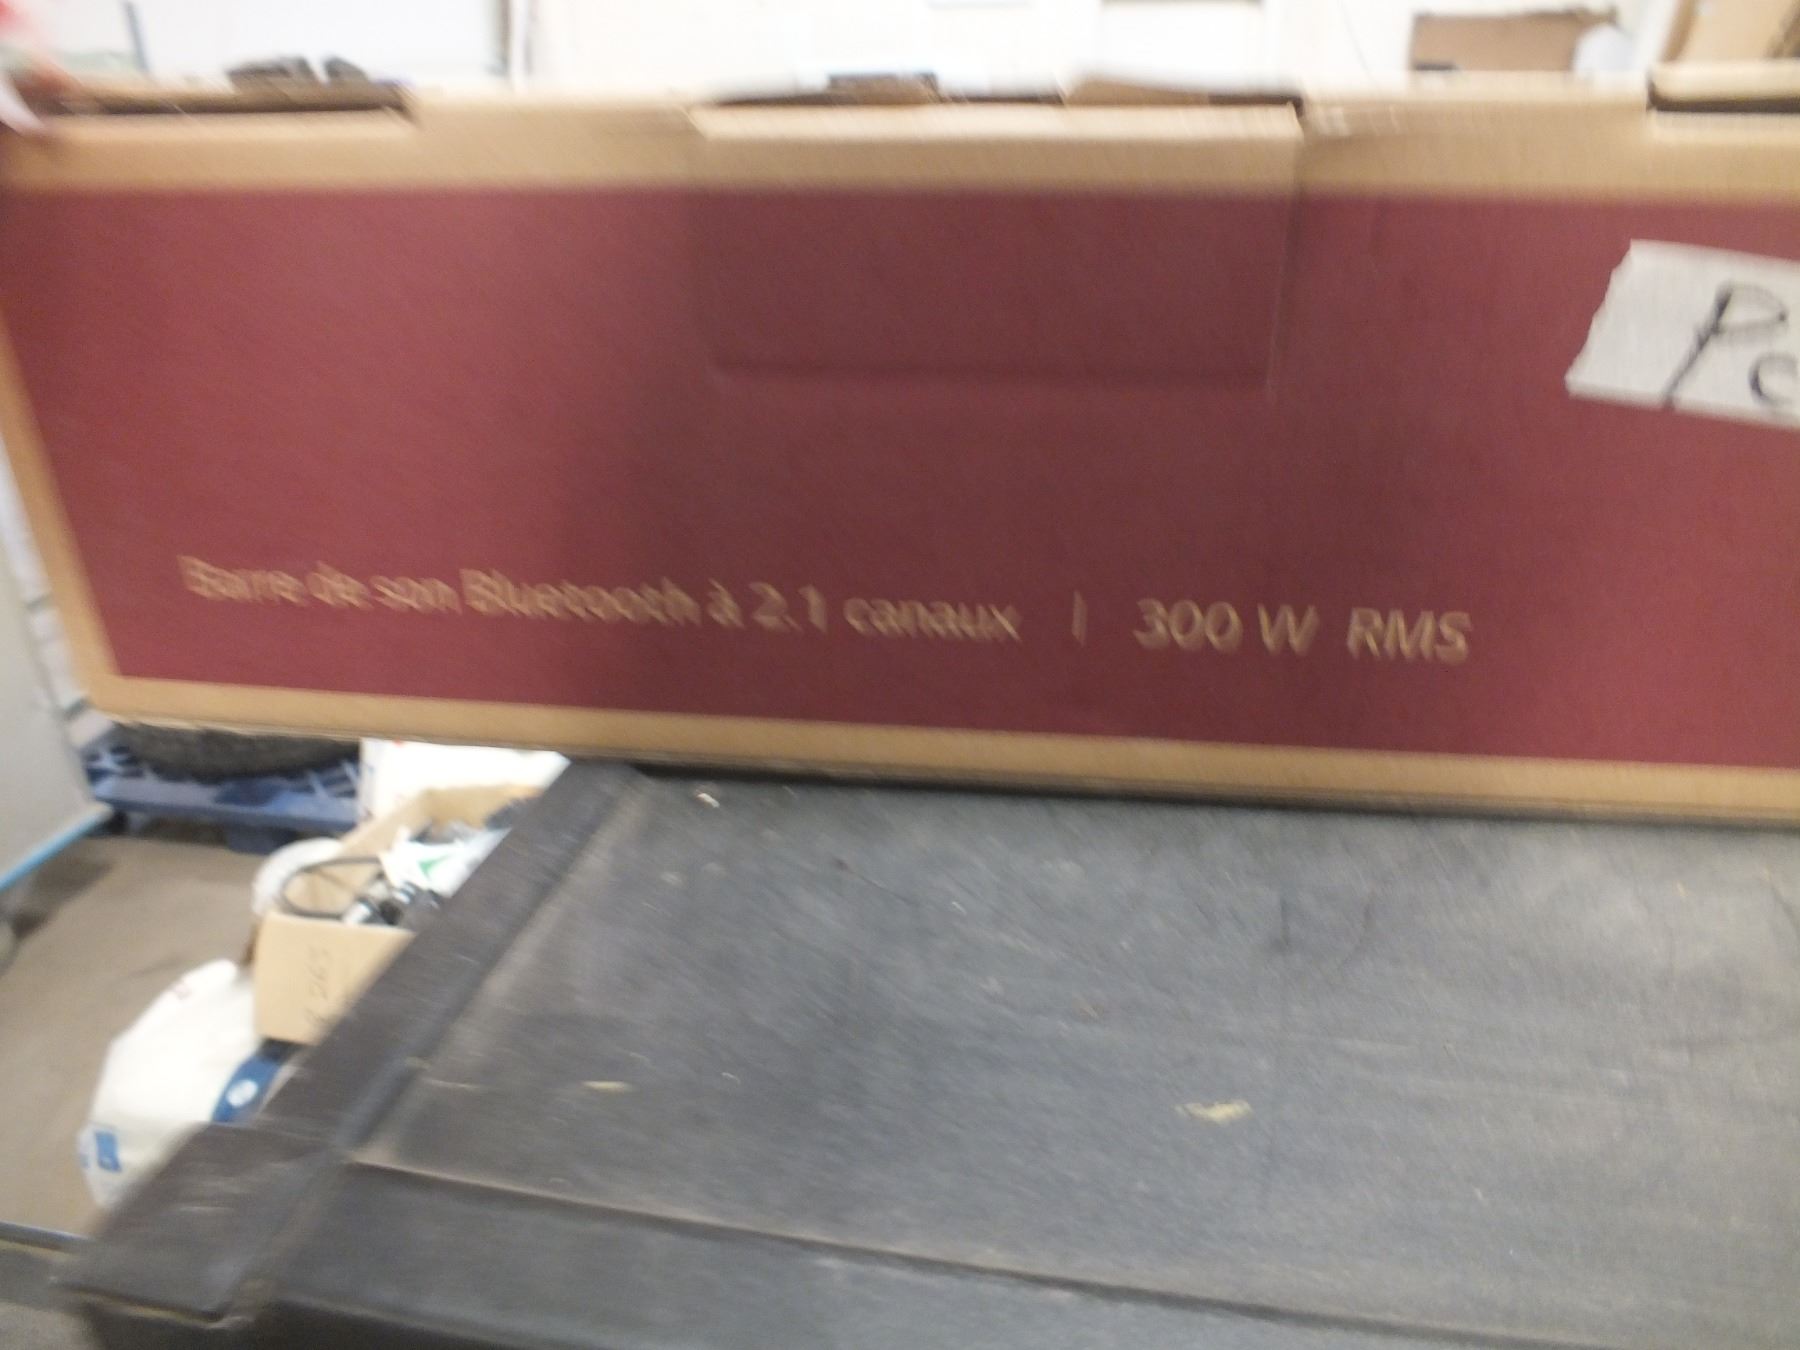 Barre de son Bluetooth à 2.1 canaux | 300 W RMS